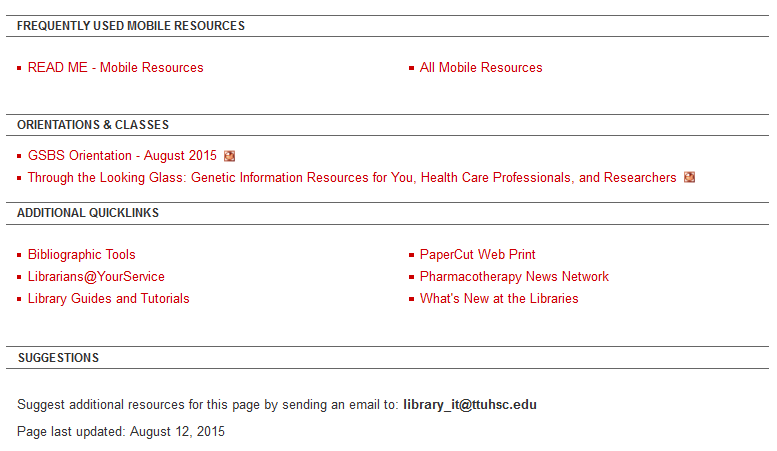 FREQUENTLY USED MOBILE RESOURCES
READ ME - Mobile Resources
All Mobile Resources
ORIENTATIONS & CLASSES
GSBS Orientation - August 2015
Through the Looking Glass: Genetic Information Resources for You, Health Care Professionals, and Researchers
ADDITIONAL QUICKLINKS
Bibliographic Tools
Librarians@YourService
Library Guides and Tutorials
PaperCut Web Print
Pharmacotherapy News Network
What's New at the Libraries
SUGGESTIONS
Suggest additional resources for this page by sending an email to: library_it@ttuhsc.edu
Page last updated: August 12, 2015